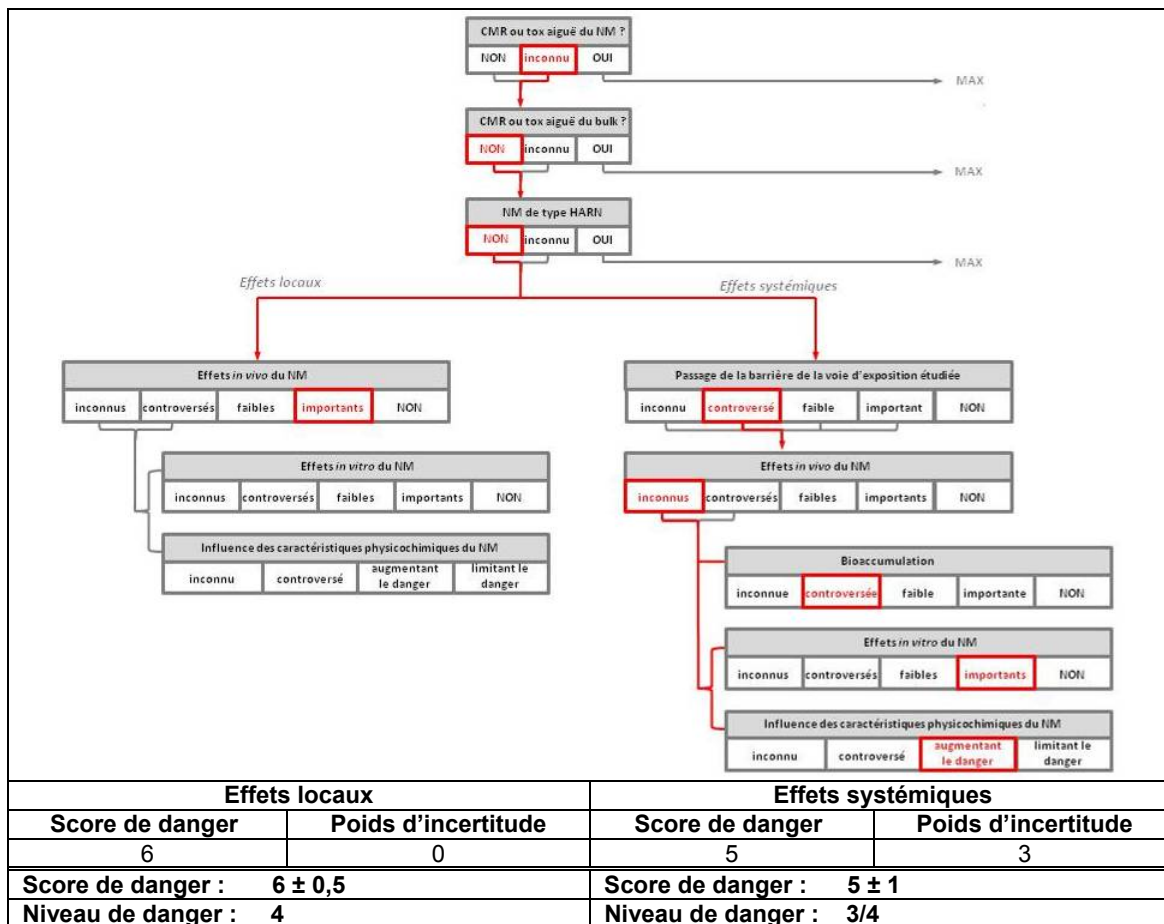 CMR ou tox aiguë du NM ?
NON inconnu OUI
MAX
CMR ou tox aiguë du bulk ?
NON inconnu OUI
MAX
NM de type HARN
NON inconnu OUI
MAX
Effets locaux
Effets systémiques
Effets in vivo du NM
inconnus controversés faibles importants NON
Effets in vitro du NM
inconnus controversés faibles importants NON
Influence des caractéristiques physicochimiques du NM
inconnu controversé augmentant le danger limitant le danger
Passage de la barrière de la voie d'exposition étudiée
inconnu controversé faible important NON
Effets in vivo du NM
inconnus controversés faibles importants NON
Bioaccumulation
inconnue controversée faible importante NON
Effets in vitro du NM
inconnus controversés faibles importants NON
Influence des caractéristiques physicochimiques du NM
inconnu controversé augmentant le danger limitant le danger
Effets locaux Effets systémiques
Score de danger Poids d'incertitude Score de danger Poids d'incertitude
6 0 5 3
Score de danger : 6 ± 0,5 Score de danger : 5 ± 1
Niveau de danger : 4 Niveau de danger : 3/4